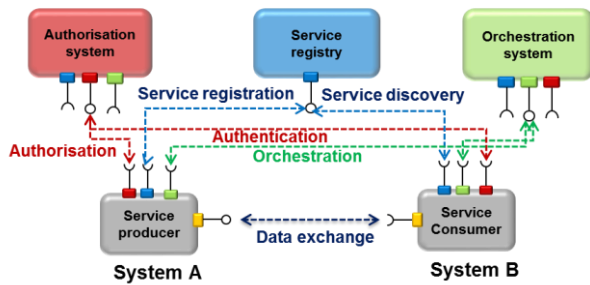 Authorisation
system
Service
registry
Orchestration
system
Service registration
Service discovery
Authentication
Authorisation
Orchestration
Service
producer
Service
Consumer
Data exchange
System A
System B